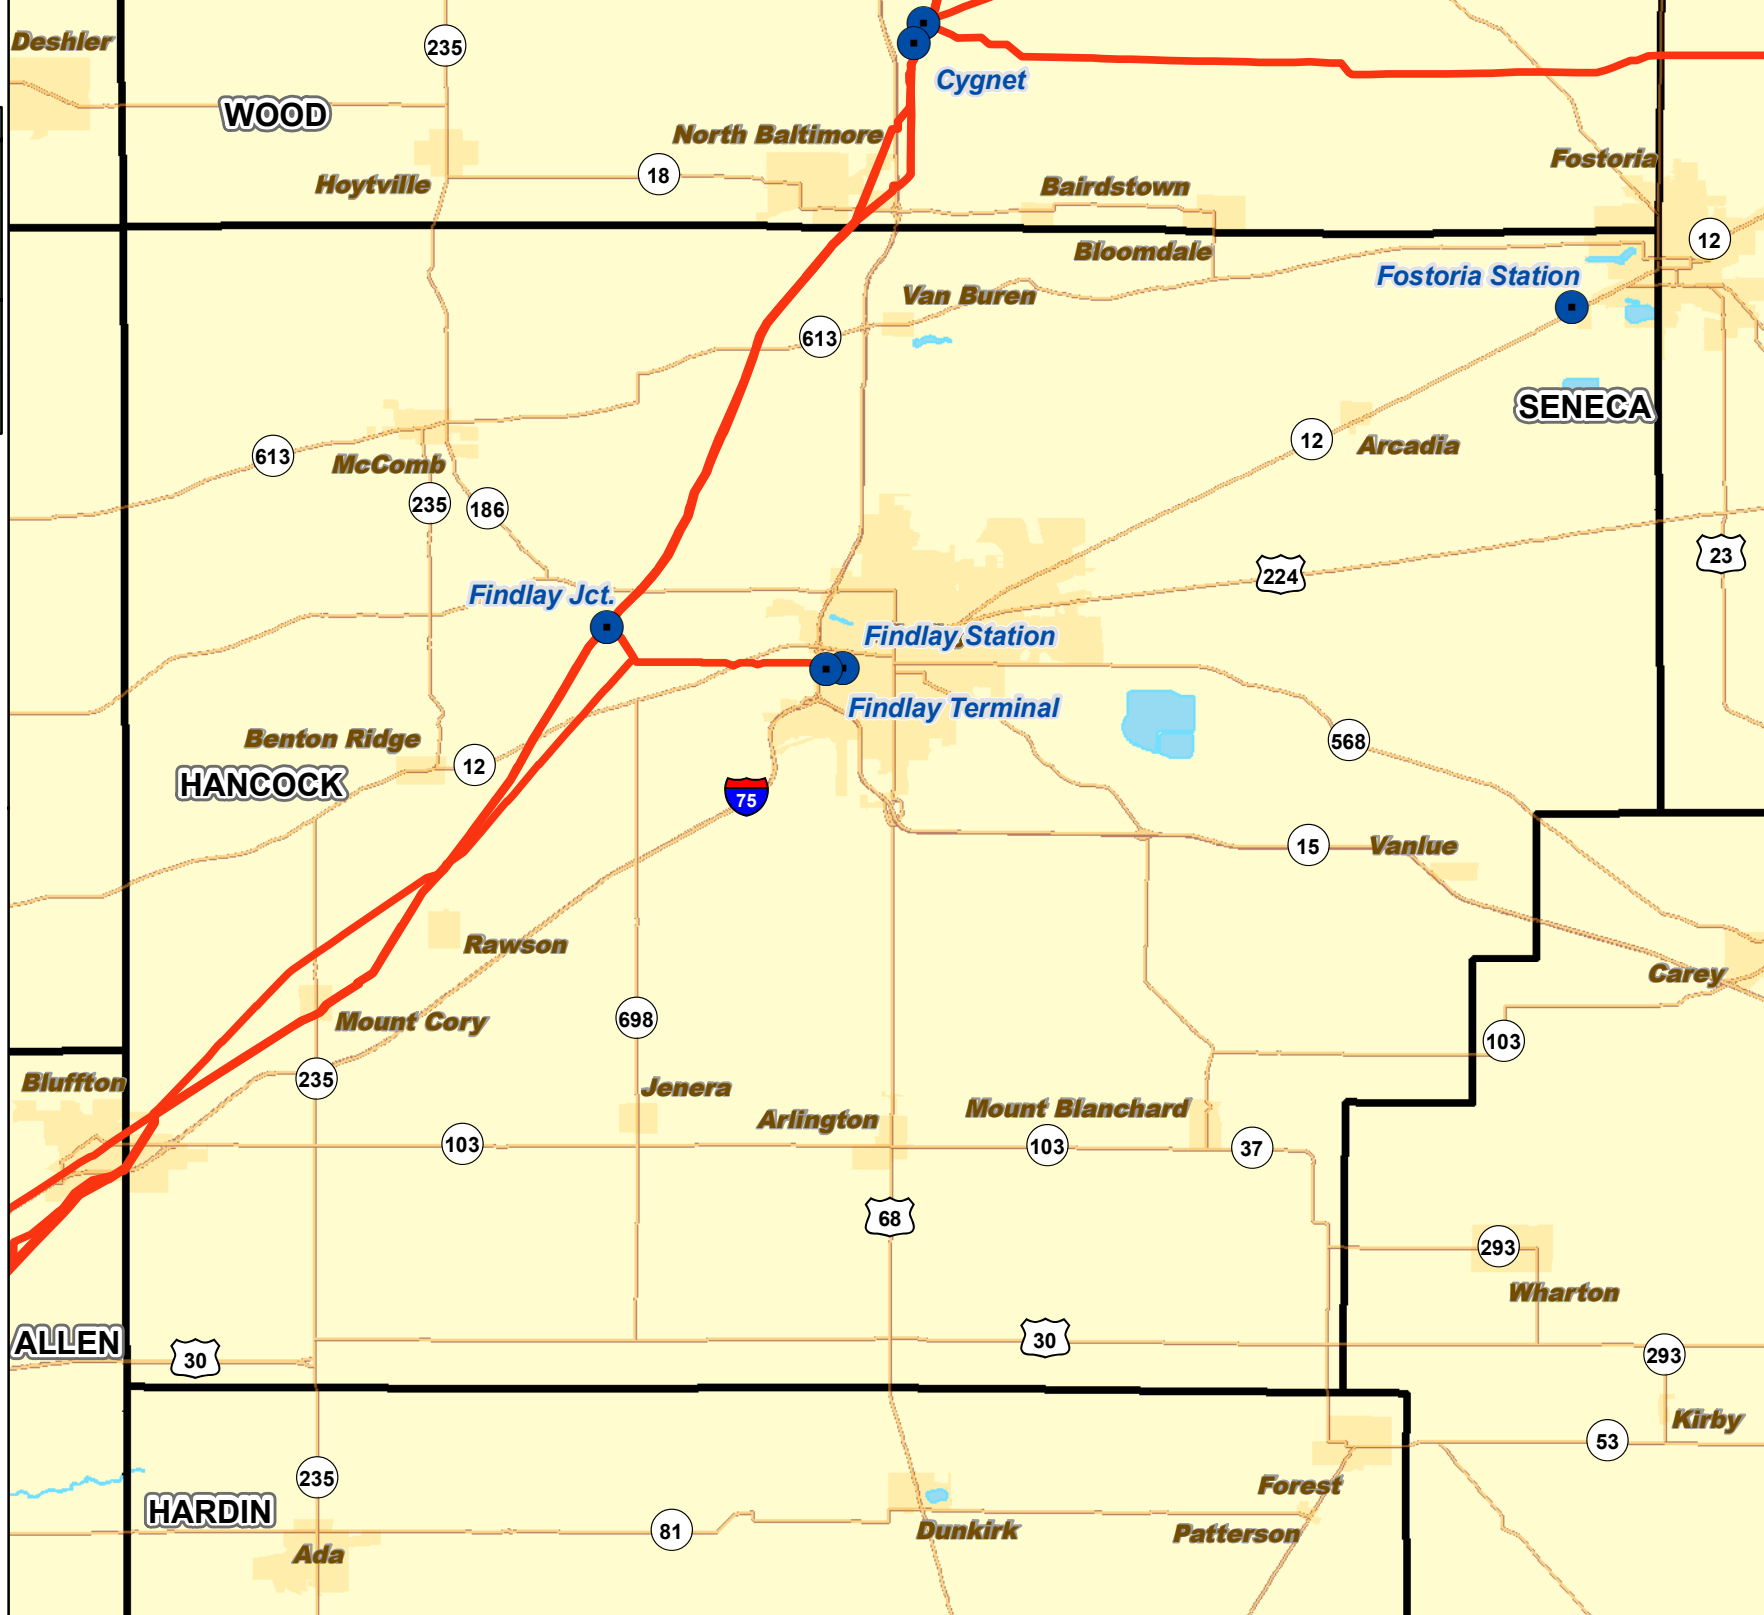 Deshler
235
Cygnet
WOOD
North Baltimore
Fostoria
18
Hoytville
Bairdstown
12
Bloomdale
Fostoria Station
Van Buren
613
SENECA
12
Arcadia
613
McComb
235
186
23
224
Findlay Jct.
Findlay Station
Findlay Terminal
Benton Ridge
568
12
HANCOCK
75
15
Vanlue
Rawson
Carey
Mount Cory
698
103
235
Bluffton
Jenera
Mount Blanchard
Arlington
103
103
37
68
293
Wharton
ALLEN
30
30
293
Kirby
53
235
Forest
HARDIN
81
Dunkirk
Patterson
Ada